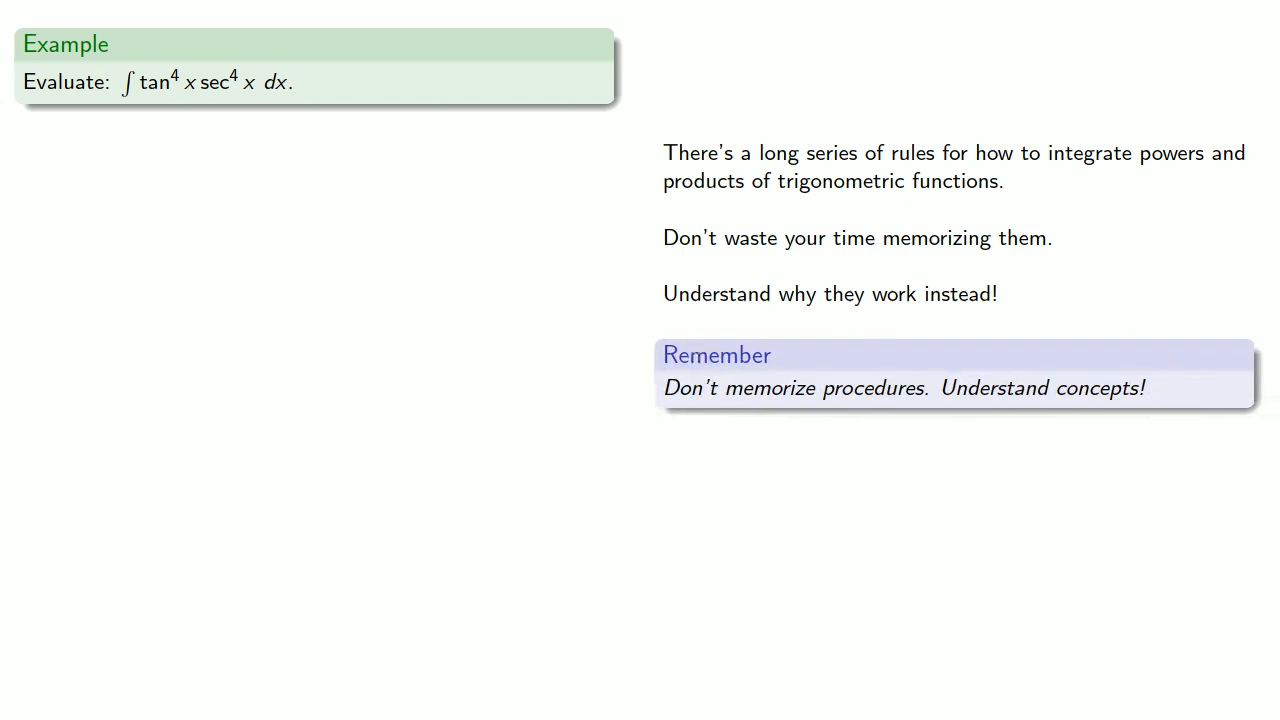 Example
Evaluate: ∫ tan⁴ x sec⁴ x dx.
There's a long series of rules for how to integrate powers and
products of trigonometric functions.
Don't waste your time memorizing them.
Understand why they work instead!
Remember
Don't memorize procedures. Understand concepts!